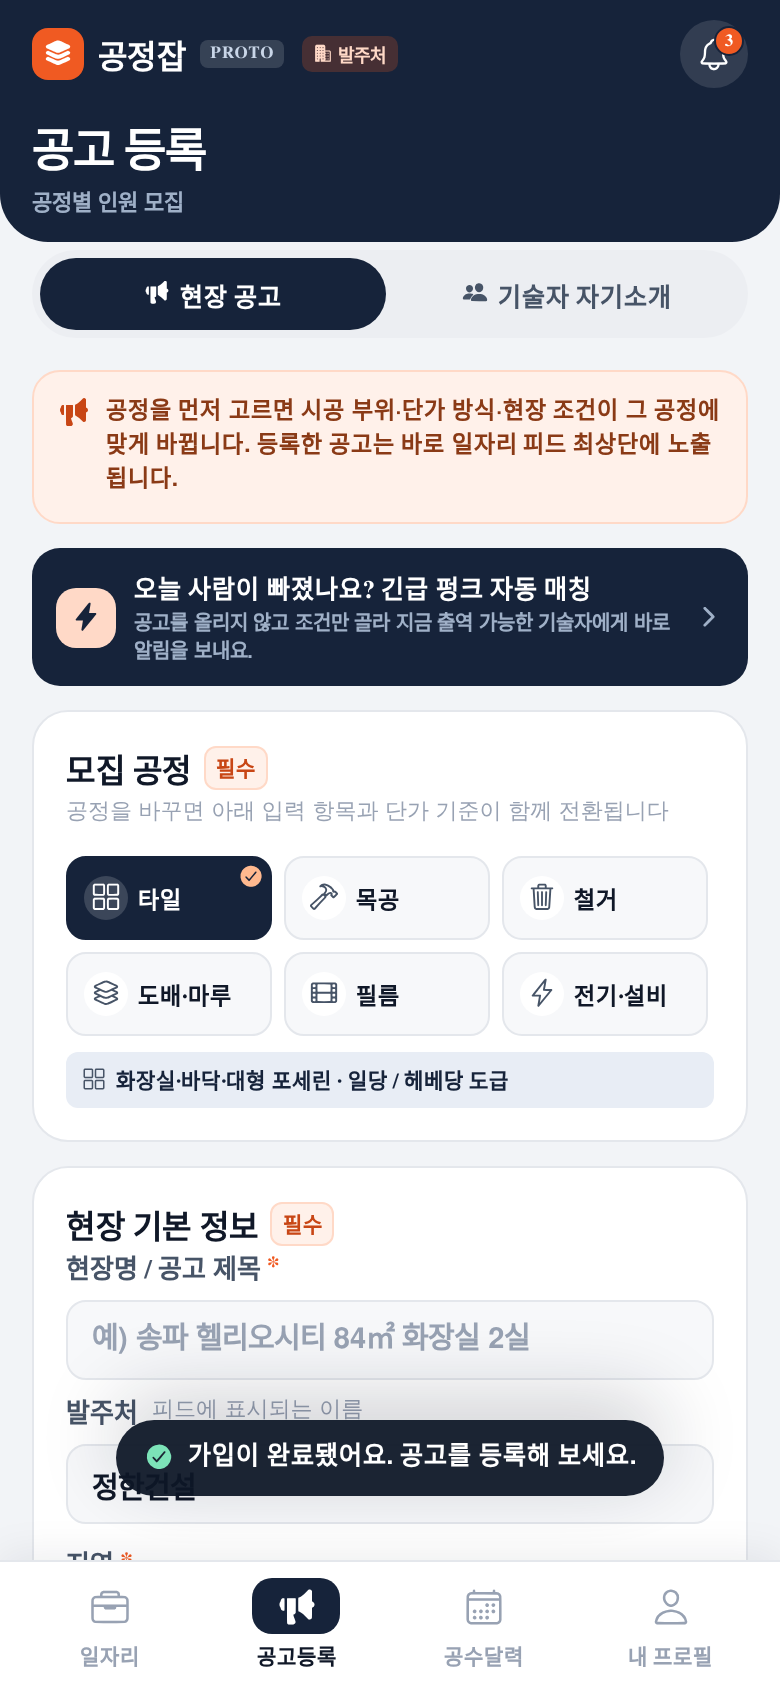 공정잡 PROTO 발주처 3
공고 등록
공정별 인원 모집
현장 공고 기술자 자기소개
공정을 먼저 고르면 시공 부위·단가 방식·현장 조건이 그 공정에
맞게 바뀝니다. 등록한 공고는 바로 일자리 피드 최상단에 노출
됩니다.
오늘 사람이 빠졌나요? 긴급 펑크 자동 매칭
공고를 올리지 않고 조건만 골라 지금 출역 가능한 기술자에게 바로
알림을 보내요.
모집 공정 필수
공정을 바꾸면 아래 입력 항목과 단가 기준이 함께 전환됩니다
타일 목공 철거
도배·마루 필름 전기·설비
화장실·바닥·대형 포세린 · 일당 / 헤베당 도급
현장 기본 정보 필수
현장명 / 공고 제목 *
예) 송파 헬리오시티 84㎡ 화장실 2실
발주처 피드에 표시되는 이름
가입이 완료됐어요. 공고를 등록해 보세요.
정한건설
지역 *
일자리 공고등록 공수달력 내 프로필